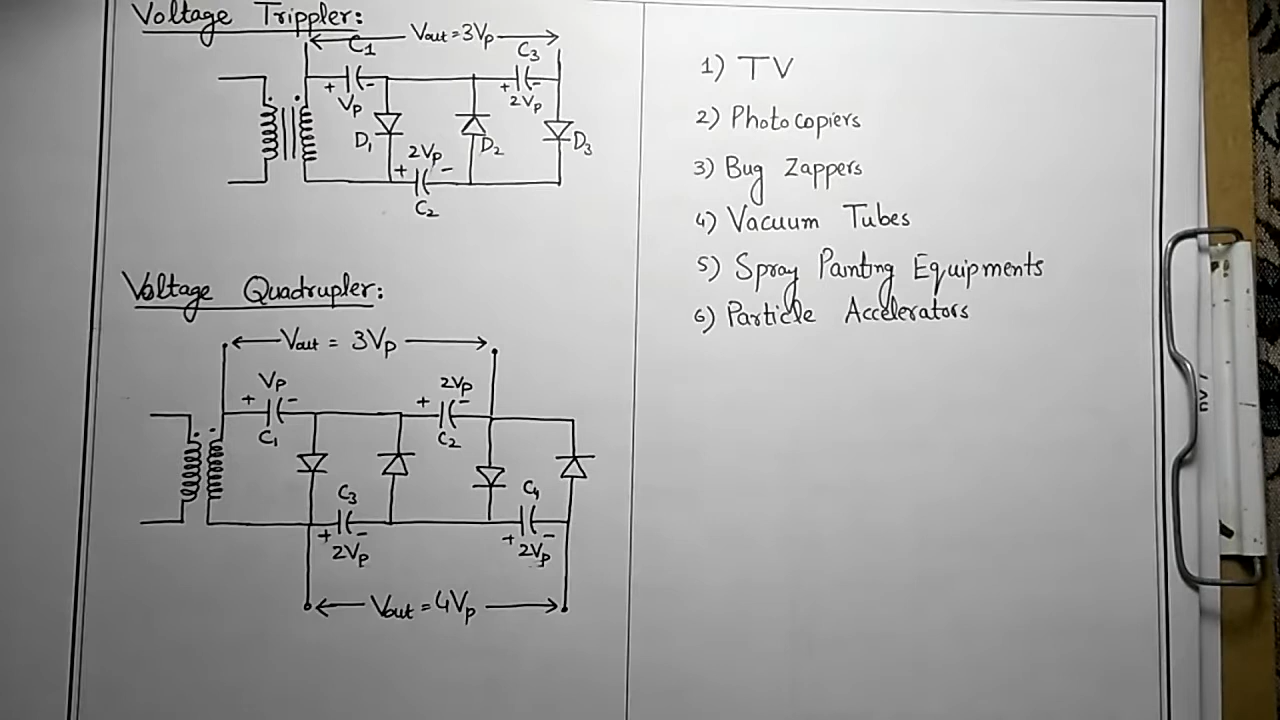 Voltage Trippler:
Vout = 3Vp
C1
C3
+ -
+ -
Vp
2Vp
D1
D2
D3
2Vp
+ -
C2
Voltage Quadrupler:
Vout = 3Vp
Vp
2Vp
+ -
+ -
C1
C2
C3
C4
+ -
+ -
2Vp
2Vp
Vout = 4Vp
1) TV
2) Photocopiers
3) Bug Zappers
4) Vacuum Tubes
5) Spray Painting Equipments
6) Particle Accelerators